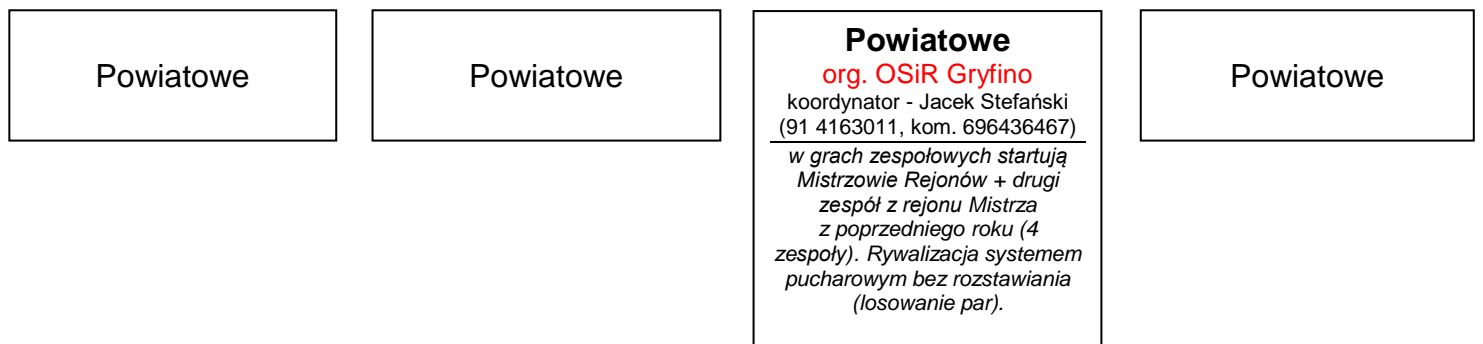 Powiatowe
Powiatowe
Powiatowe
org. OSiR Gryfino
koordynator - Jacek Stefański
(91 4163011, kom. 696436467)
w grach zespołowych startują
Mistrzowie Rejonów + drugi
zespół z rejonu Mistrza
z poprzedniego roku (4
zespoły). Rywalizacja systemem
pucharowym bez rozstawiania
(losowanie par).
Powiatowe